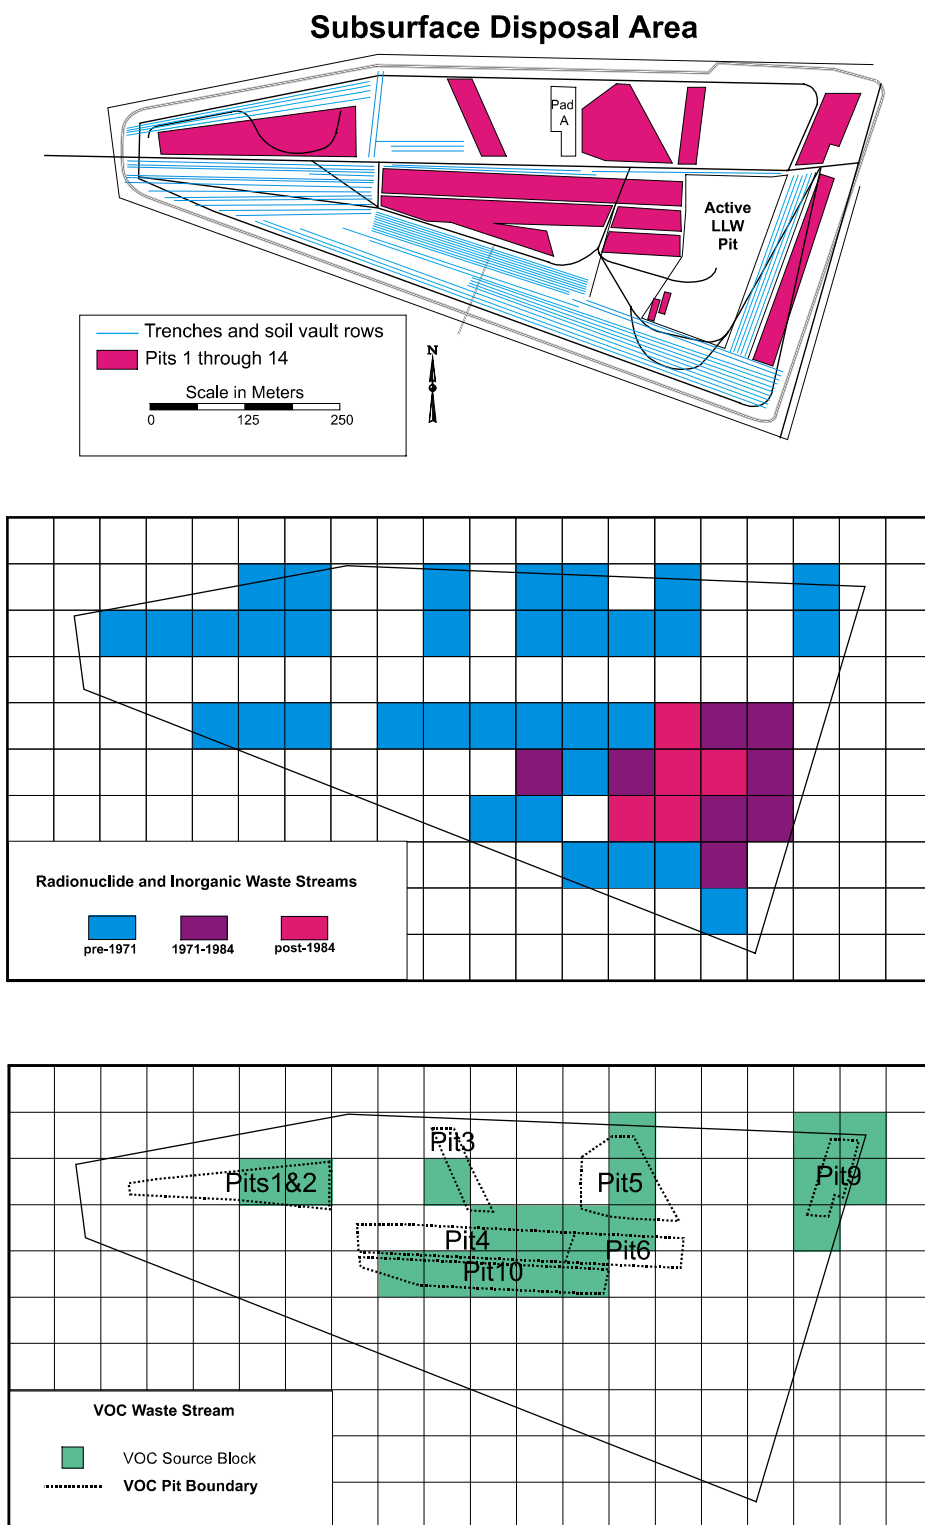 Subsurface Disposal Area
Pad
A
Active
LLW
Pit
Trenches and soil vault rows
Pits 1 through 14
Scale in Meters
0 125 250
N
Radionuclide and Inorganic Waste Streams
pre-1971 1971-1984 post-1984
Pit3
Pits1&2
Pit5
Pit9
Pit4
Pit6
Pit10
VOC Waste Stream
VOC Source Block
VOC Pit Boundary